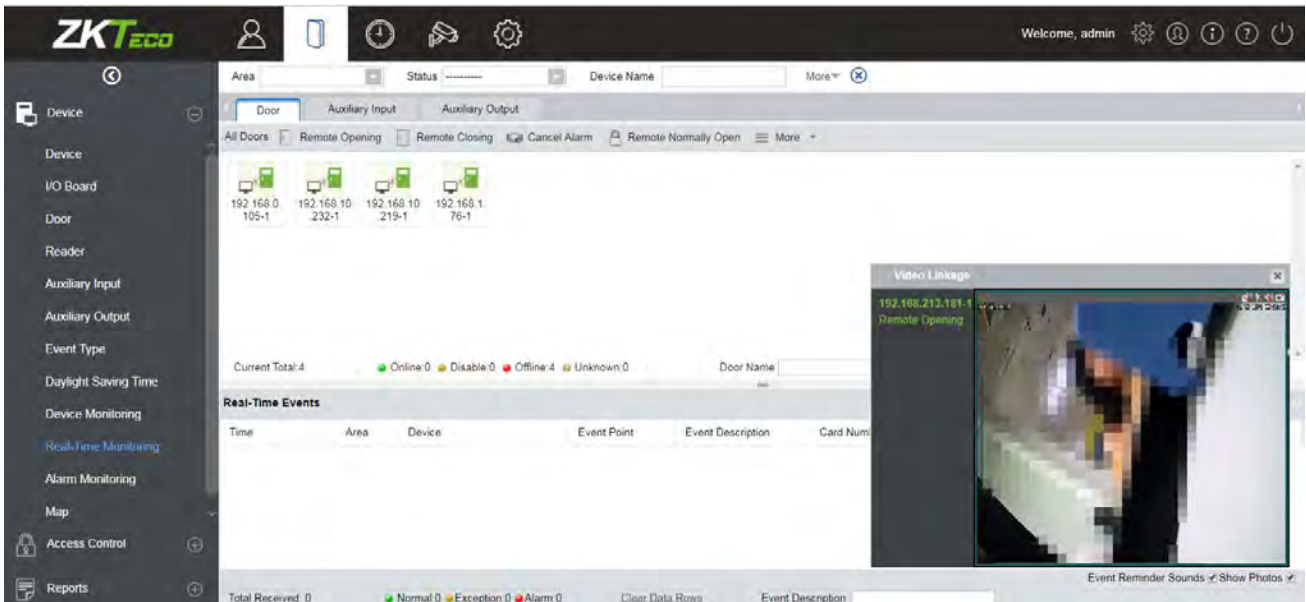 ZKTECO
Welcome, admin
Area
Status ----------
Device Name
More
Device
Door
Auxiliary Input
Auxiliary Output
All Doors
Remote Opening
Remote Closing
Cancel Alarm
Remote Normally Open
More
Device
I/O Board
Door
Reader
Auxiliary Input
Auxiliary Output
Event Type
Daylight Saving Time
Device Monitoring
Real-Time Monitoring
Alarm Monitoring
Map
Access Control
Reports
192.168.0
105-1
192.168.10
.232-1
192.168.10
.219-1
192.168.1
76-1
Video Linkage
192.168.213.181-1
Remote Opening
Current Total:4
Online:0
Disable:0
Offline:4
Unknown:0
Door Name
Real-Time Events
Time
Area
Device
Event Point
Event Description
Card Num
Event Reminder Sounds
Show Photos
Total Received: 0
Normal:0
Exception:0
Alarm:0
Clear Data Rows
Event Description